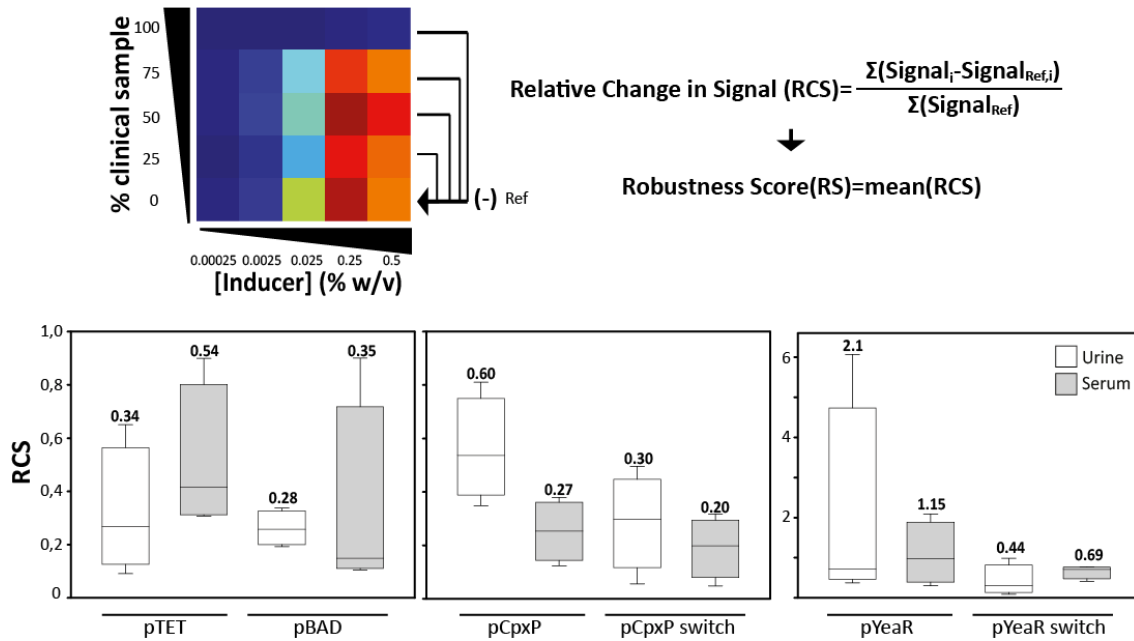 % clinical sample
100
75
50
25
0
(-) Ref
0.00025 0.0025 0.025 0.25 0.5
[Inducer] (% w/v)
Relative Change in Signal (RCS)= Σ(Signali-SignalRef,i)
Σ(SignalRef)
Robustness Score(RS)=mean(RCS)
RCS
1,0
0,8
0,6
0,4
0,2
0
0.34
0.54
0.28
0.35
pTET
pBAD
0.60
0.27
0.30
0.20
pCpxP
pCpxP switch
6
4
2
2.1
1.15
0.44
0.69
Urine
Serum
pYeaR
pYeaR switch